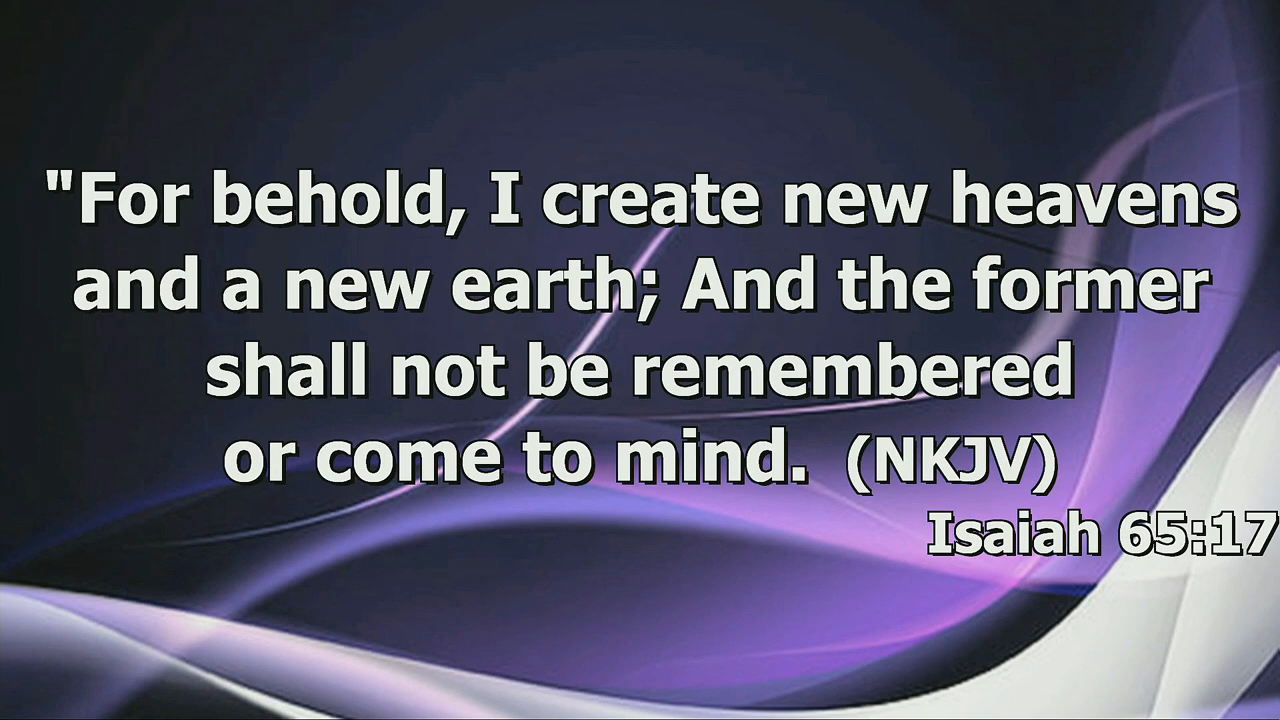 "For behold, I create new heavens
and a new earth; And the former
shall not be remembered
or come to mind. (NKJV)
Isaiah 65:17